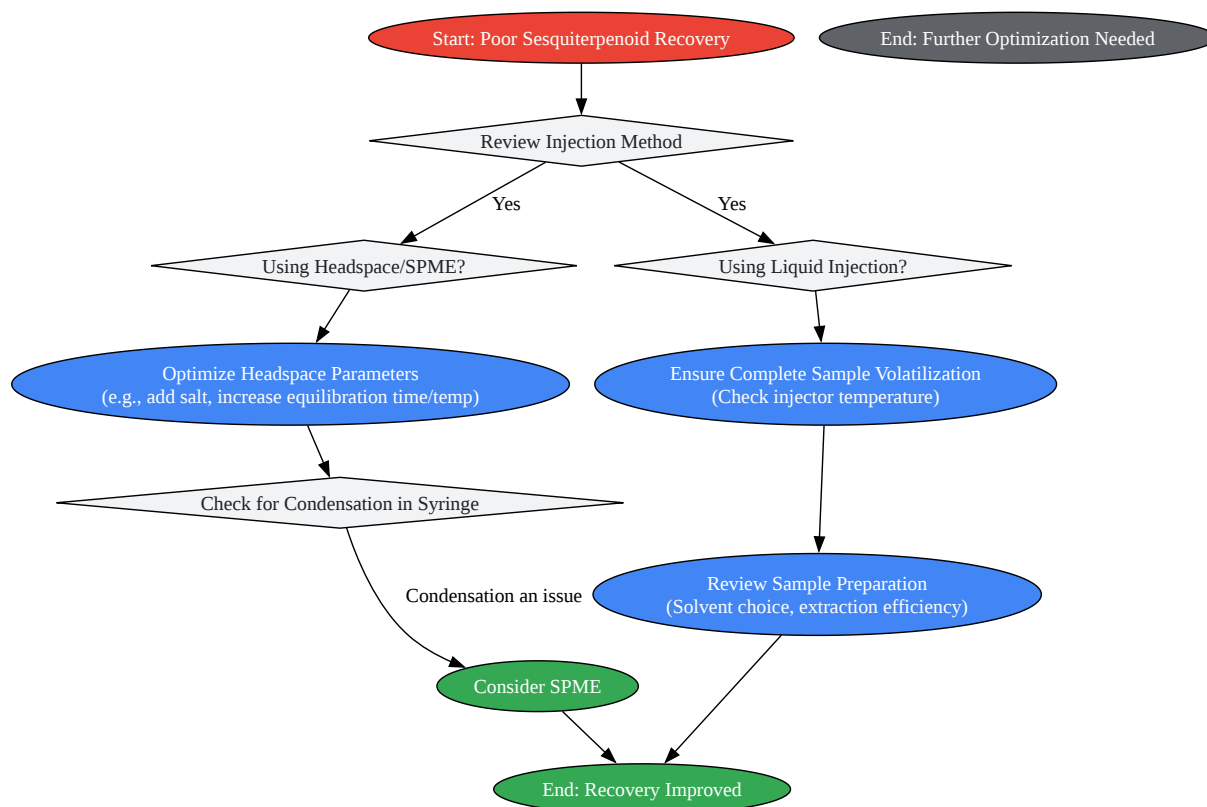 Start: Poor Sesquiterpenoid Recovery
End: Further Optimization Needed
Review Injection Method
Yes
Yes
Using Headspace/SPME?
Using Liquid Injection?
Optimize Headspace Parameters
(e.g., add salt, increase equilibration time/temp)
Ensure Complete Sample Volatilization
(Check injector temperature)
Check for Condensation in Syringe
Condensation an issue
Review Sample Preparation
(Solvent choice, extraction efficiency)
Consider SPME
End: Recovery Improved